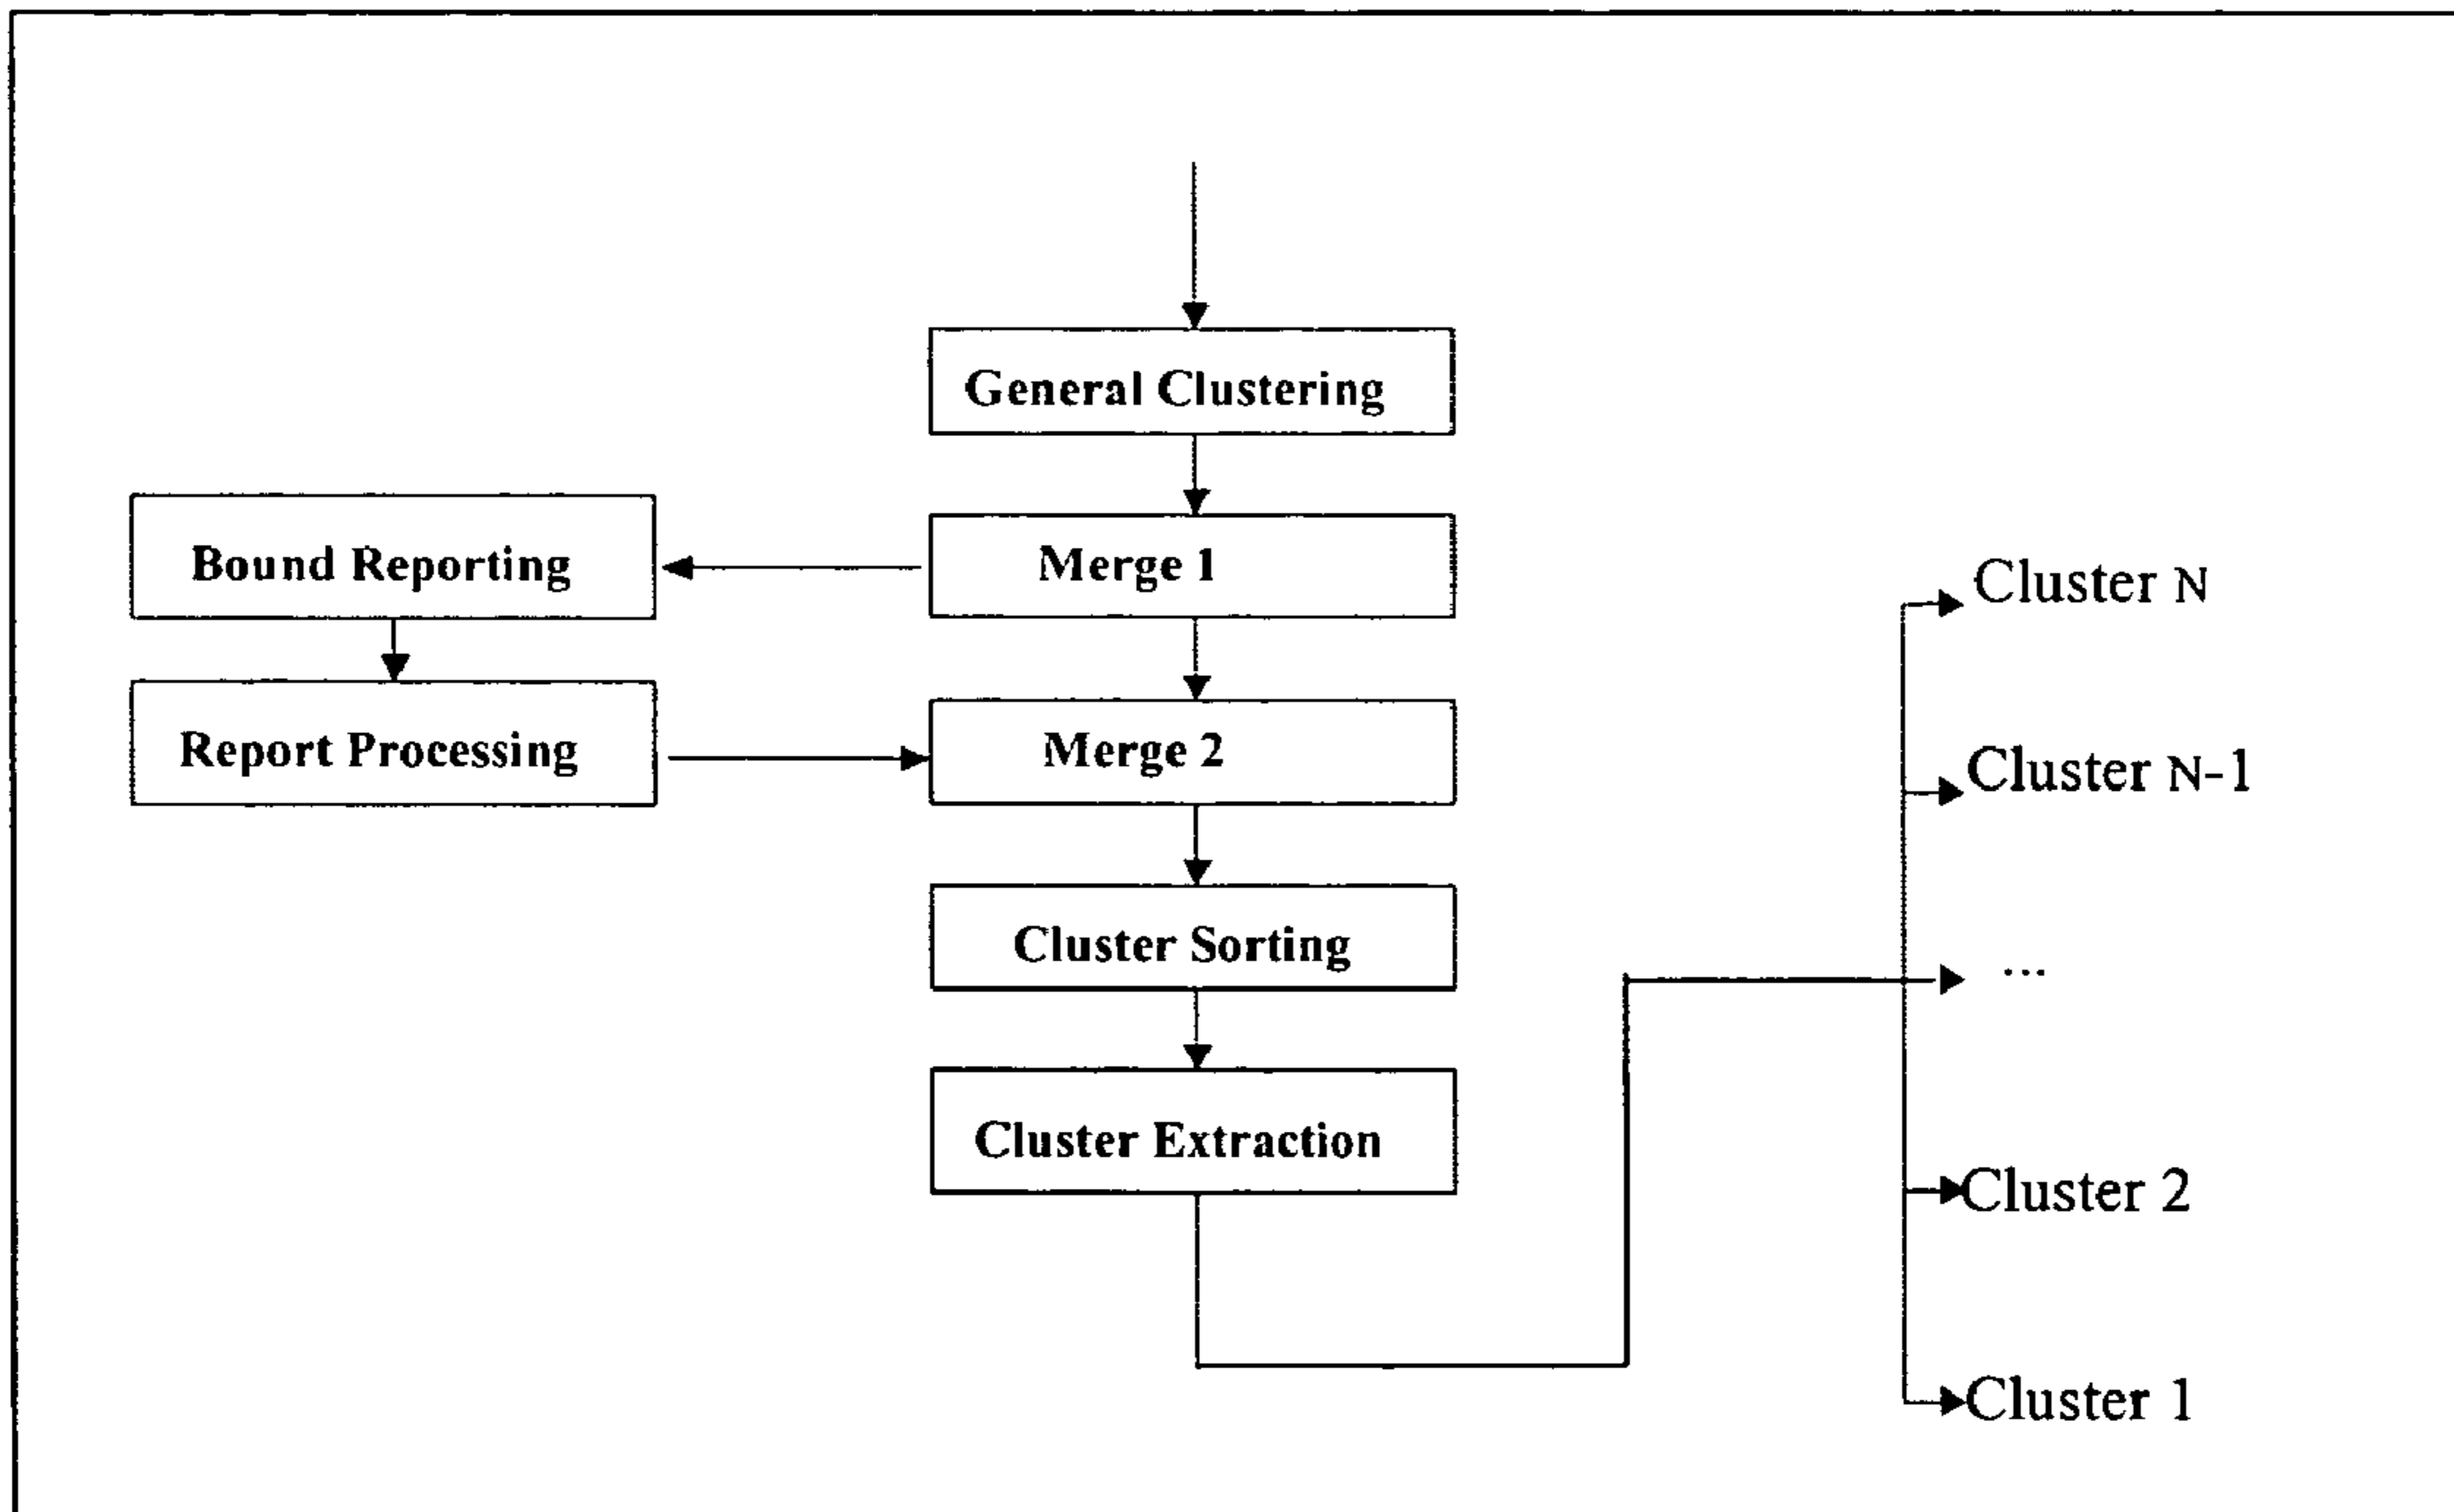 General Clustering
Bound Reporting
Merge 1
Report Processing
Merge 2
Cluster Sorting
Cluster Extraction
Cluster N
Cluster N-1
...
Cluster 2
Cluster 1